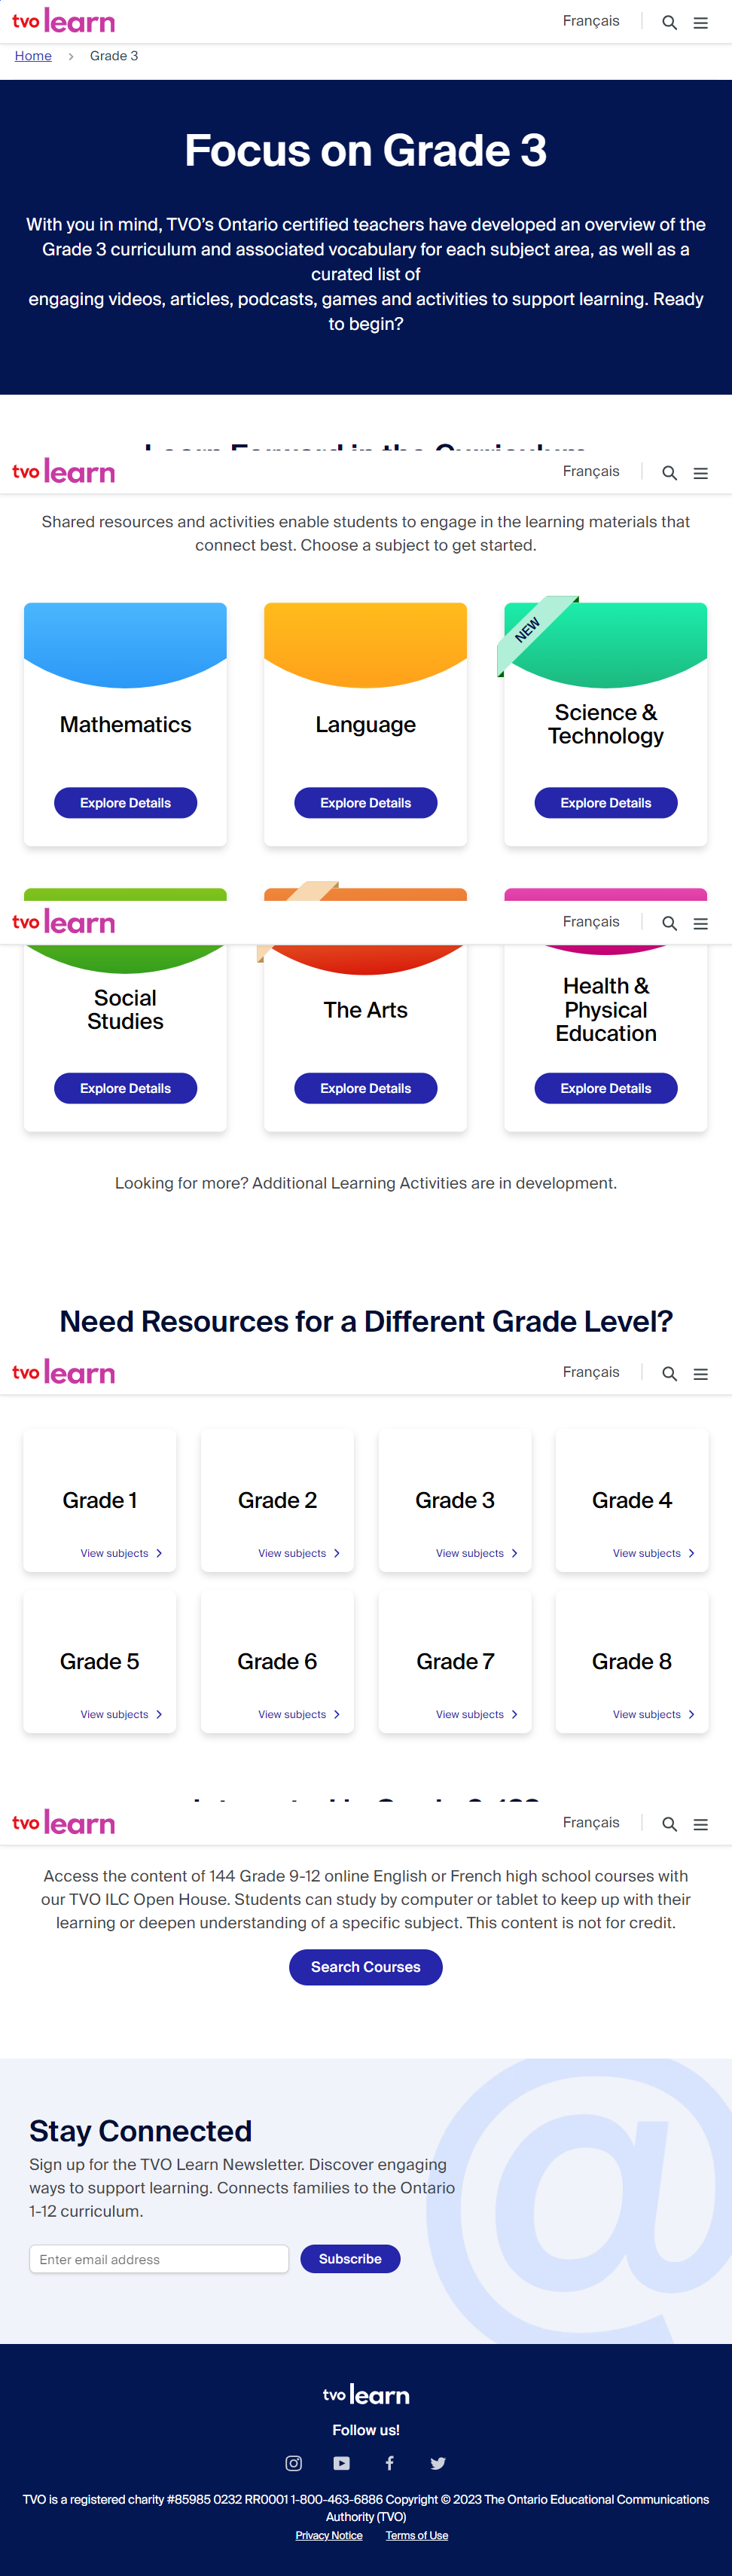 tvo learn
Français
Home > Grade 3
Focus on Grade 3
With you in mind, TVO's Ontario certified teachers have developed an overview of the
Grade 3 curriculum and associated vocabulary for each subject area, as well as a
curated list of
engaging videos, articles, podcasts, games and activities to support learning. Ready
to begin?
Learn Forward in the Curriculum
tvo learn
Français
Shared resources and activities enable students to engage in the learning materials that
connect best. Choose a subject to get started.
NEW
Mathematics
Language
Science &
Technology
Explore Details
Explore Details
Explore Details
tvo learn
Français
Social
Studies
The Arts
Health &
Physical
Education
Explore Details
Explore Details
Explore Details
Looking for more? Additional Learning Activities are in development.
Need Resources for a Different Grade Level?
tvo learn
Français
Grade 1
Grade 2
Grade 3
Grade 4
View subjects
View subjects
View subjects
View subjects
Grade 5
Grade 6
Grade 7
Grade 8
View subjects
View subjects
View subjects
View subjects
tvo learn
Français
Access the content of 144 Grade 9-12 online English or French high school courses with
our TVO ILC Open House. Students can study by computer or tablet to keep up with their
learning or deepen understanding of a specific subject. This content is not for credit.
Search Courses
Stay Connected
Sign up for the TVO Learn Newsletter. Discover engaging
ways to support learning. Connects families to the Ontario
1-12 curriculum.
Enter email address
Subscribe
@
tvo learn
Follow us!
TVO is a registered charity #85985 0232 RR0001 1-800-463-6886 Copyright © 2023 The Ontario Educational Communications
Authority (TVO)
Privacy Notice
Terms of Use